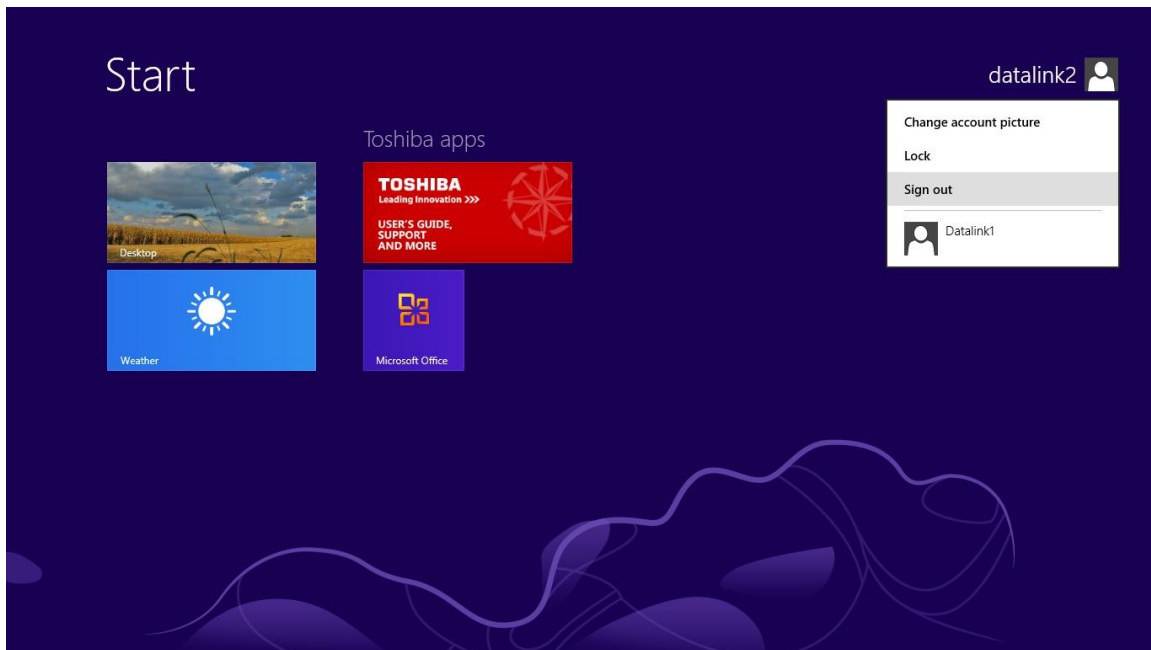 Start
datalink2
Change account picture
Lock
Sign out
Datalink1
Toshiba apps
Desktop
TOSHIBA
Leading Innovation >>>
USER'S GUIDE,
SUPPORT
AND MORE
Weather
Microsoft Office